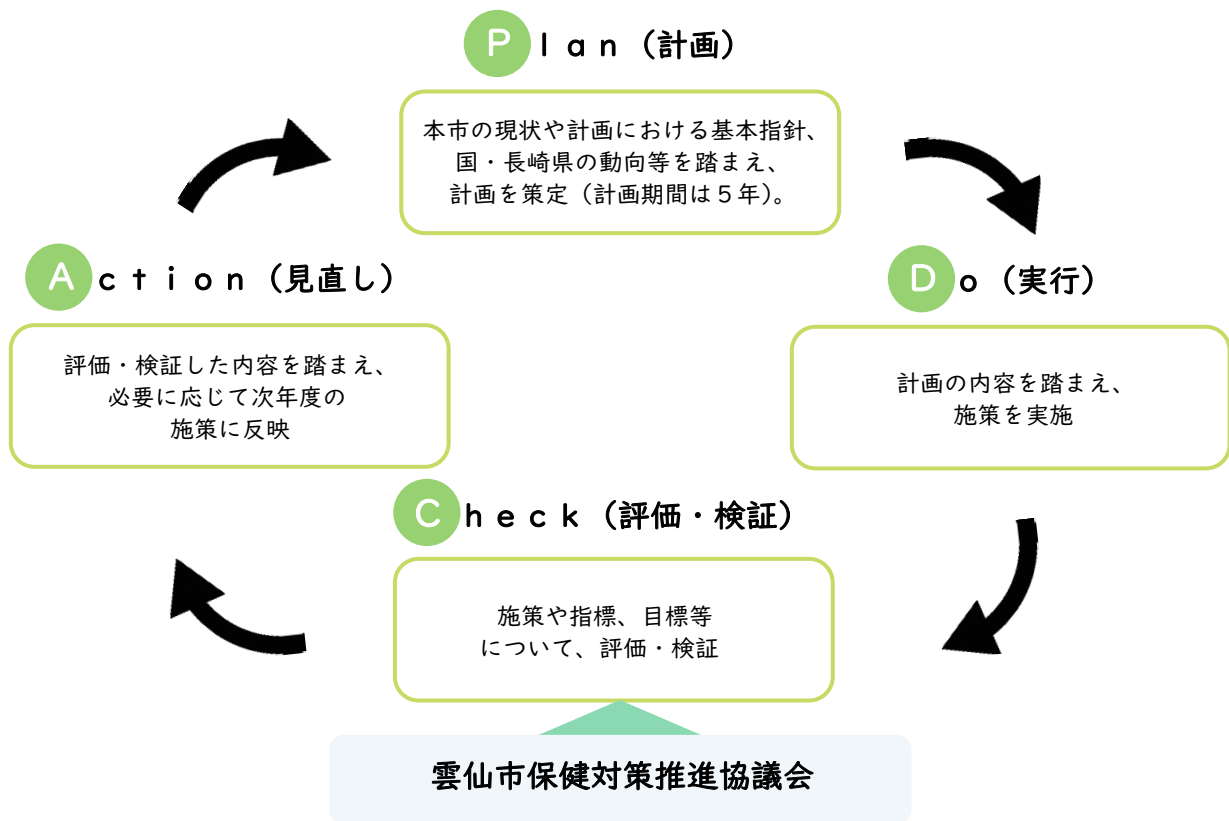 Plan（計画）
本市の現状や計画における基本指針、
国・長崎県の動向等を踏まえ、
計画を策定（計画期間は５年）。
Do（実行）
計画の内容を踏まえ、
施策を実施
Check（評価・検証）
施策や指標、目標等
について、評価・検証
雲仙市保健対策推進協議会
Action（見直し）
評価・検証した内容を踏まえ、
必要に応じて次年度の
施策に反映